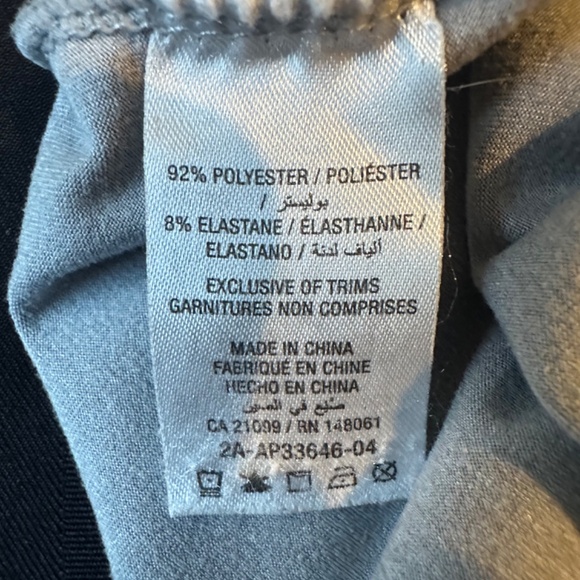 92% POLYESTER / POLIÉSTER
/ بوليستر
8% ELASTANE / ÉLASTHANNE /
ELASTANO / ألياف لدنة
EXCLUSIVE OF TRIMS
GARNITURES NON COMPRISES
MADE IN CHINA
FABRIQUÉ EN CHINE
HECHO EN CHINA
صنع في الصين
CA 21099 / RN 148061
2A-AP33646-04